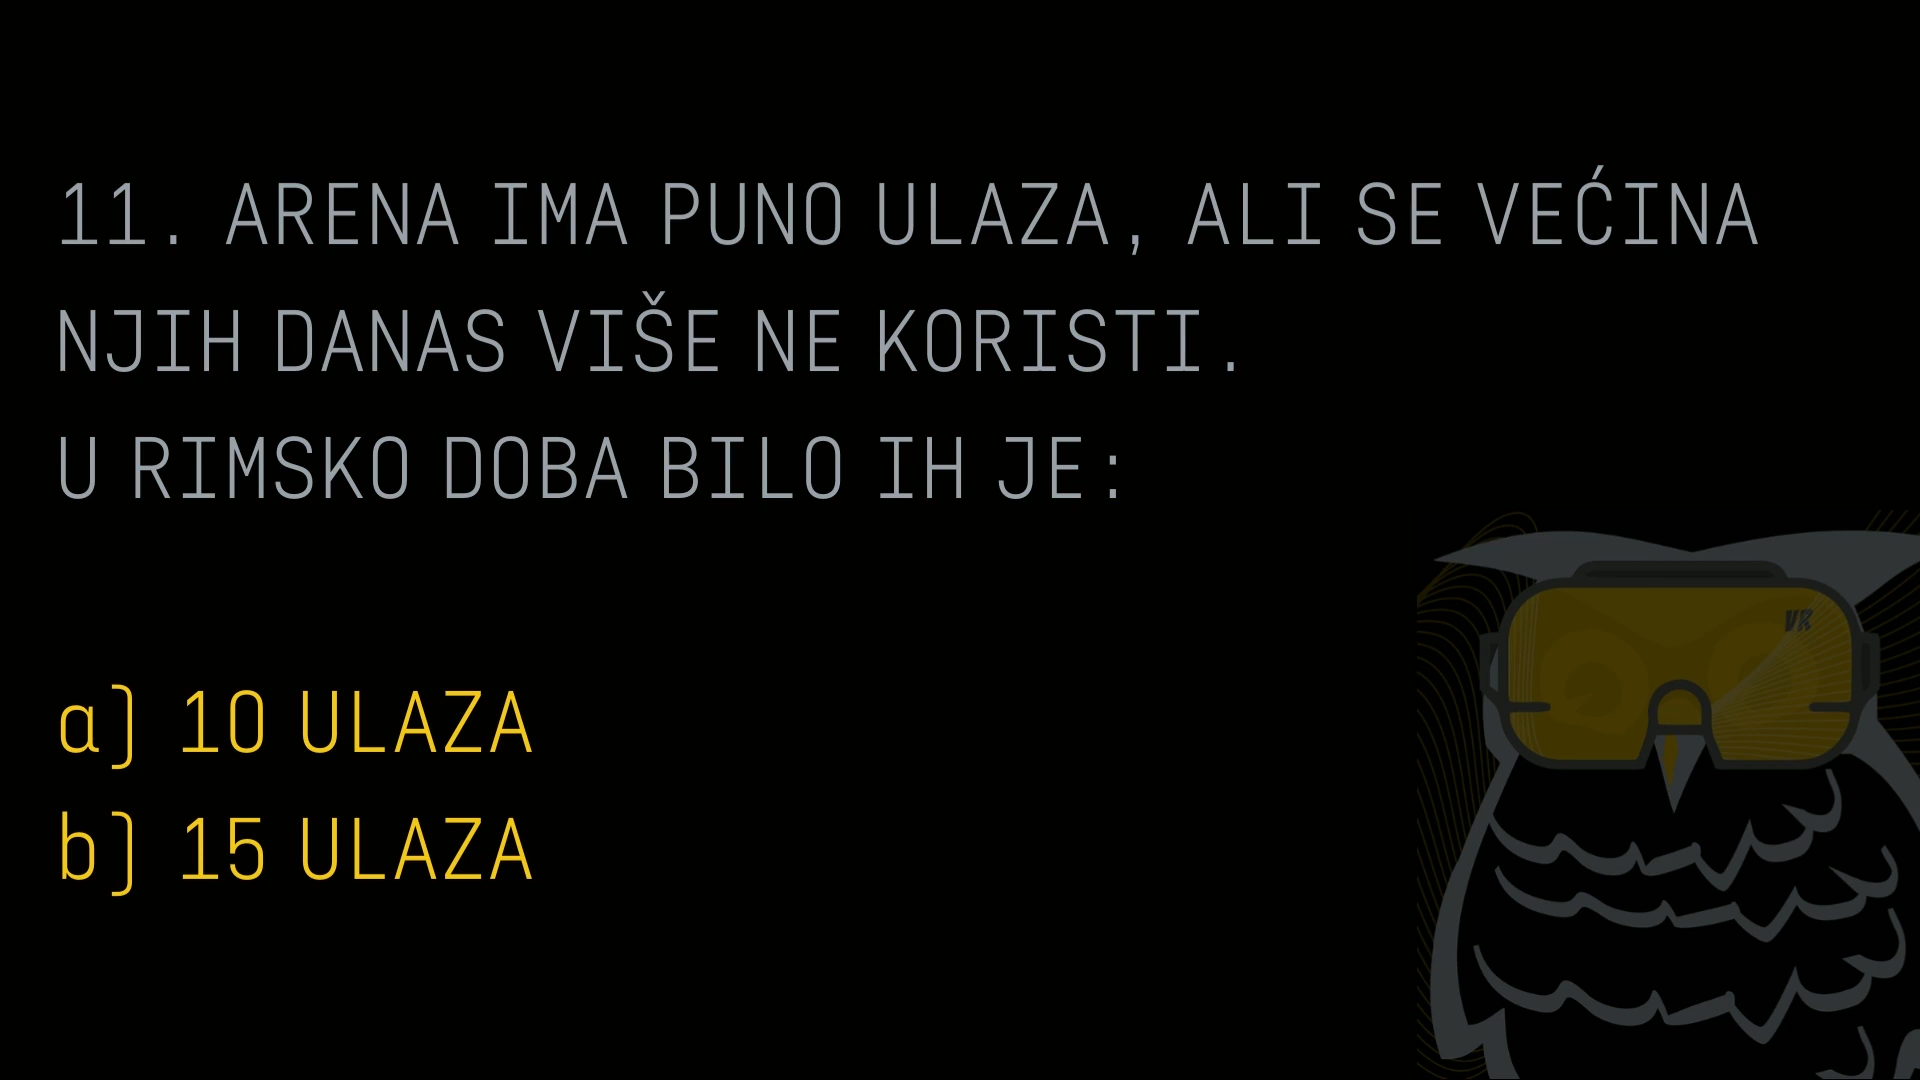 11. ARENA IMA PUNO ULAZA, ALI SE VEĆINA
NJIH DANAS VIŠE NE KORISTI.
U RIMSKO DOBA BILO IH JE:
a) 10 ULAZA
b) 15 ULAZA
VR